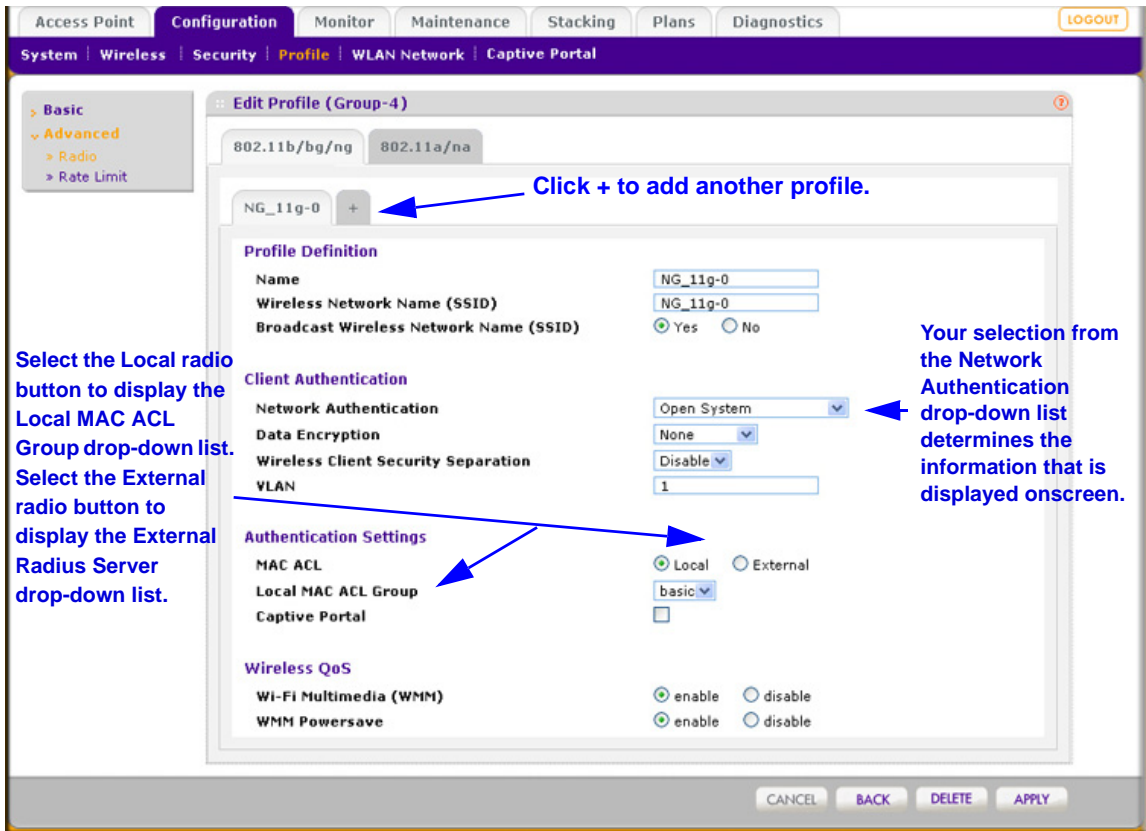 Access Point Configuration Monitor Maintenance Stacking Plans Diagnostics LOGOUT
System Wireless Security Profile WLAN Network Captive Portal
> Basic
Advanced
» Radio
» Rate Limit
Edit Profile (Group-4) ?
802.11b/bg/ng 802.11a/na
Click + to add another profile.
NG_11g-0 +
Profile Definition
Name NG_11g-0
Wireless Network Name (SSID) NG_11g-0
Broadcast Wireless Network Name (SSID) Yes No
Client Authentication
Network Authentication Open System
Data Encryption None
Wireless Client Security Separation Disable
VLAN 1
Authentication Settings
MAC ACL Local External
Local MAC ACL Group basic
Captive Portal
Wireless QoS
Wi-Fi Multimedia (WMM) enable disable
WMM Powersave enable disable
Select the Local radio
button to display the
Local MAC ACL
Group drop-down list.
Select the External
radio button to
display the External
Radius Server
drop-down list.
Your selection from
the Network
Authentication
drop-down list
determines the
information that is
displayed onscreen.
CANCEL BACK DELETE APPLY